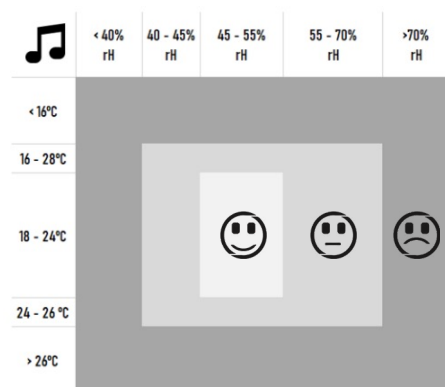 < 40% 40 - 45% 45 - 55% 55 - 70% >70%
rH rH rH rH rH
< 16°C
16 - 28°C
18 - 24°C
24 - 26 °C
> 26°C